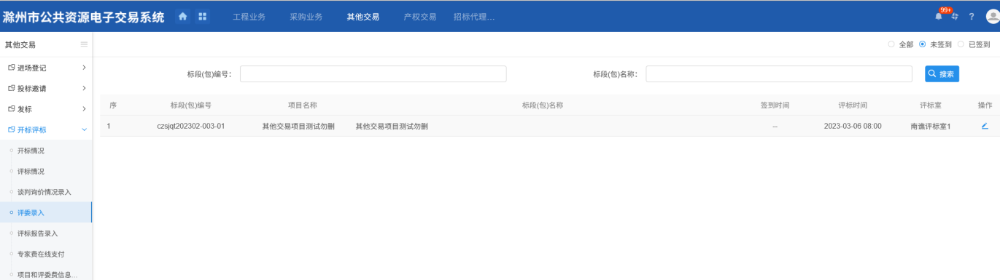 滁州市公共资源电子交易系统 工程业务 采购业务 其他交易 产权交易 招标代理... 99+ ?
其他交易 全部 未签到 已签到
进场登记
标段(包)编号： 标段(包)名称： 搜索
投标邀请
发标
序 标段(包)编号 项目名称 标段(包)名称 签到时间 评标时间 评标室 操作
开标评标
1 czsjqt202302-003-01 其他交易项目测试勿删 其他交易项目测试勿删 -- 2023-03-06 08:00 南谯评标室1
开标情况
评标情况
谈判询价情况录入
评委录入
评标报告录入
专家费在线支付
项目和评委费信息...